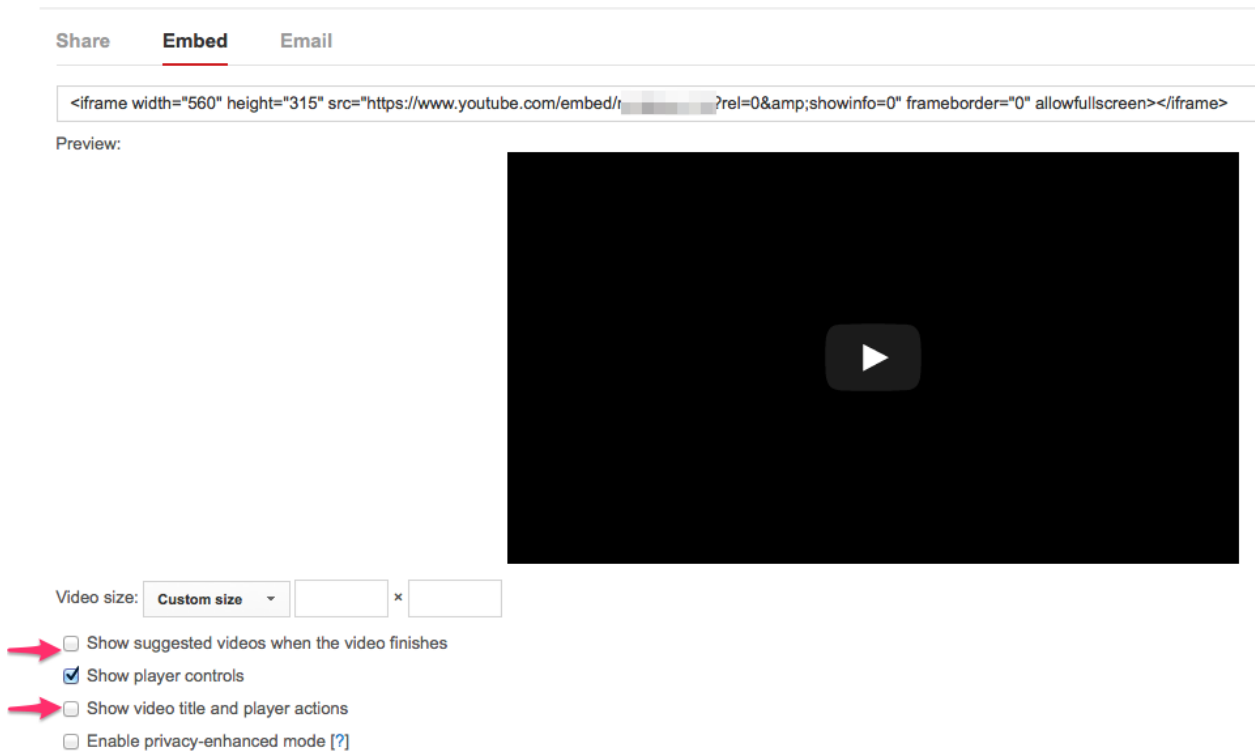 Share Embed Email
<iframe width="560" height="315" src="https://www.youtube.com/embed/ ?rel=0&amp;showinfo=0" frameborder="0" allowfullscreen></iframe>
Preview:
Video size: Custom size ×
Show suggested videos when the video finishes
Show player controls
Show video title and player actions
Enable privacy-enhanced mode [?]